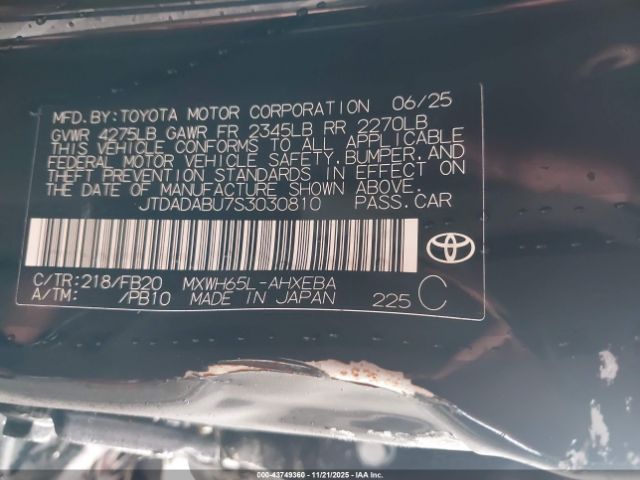 MFD.BY:TOYOTA MOTOR CORPORATION 06/25
GVWR 4275LB GAWR FR 2345LB RR 2270LB
THIS VEHICLE CONFORMS TO ALL APPLICABLE
FEDERAL MOTOR VEHICLE SAFETY,BUMPER,AND
THEFT PREVENTION STANDARDS IN EFFECT ON
THE DATE OF MANUFACTURE SHOWN ABOVE.
JTDADABU7S3030810 PASS.CAR
C/TR:218/FB20 MXWH65L-AHXEBA
A/TM: /PB10 MADE IN JAPAN 225 C
000-43749360 - 11/21/2025 - IAA Inc.